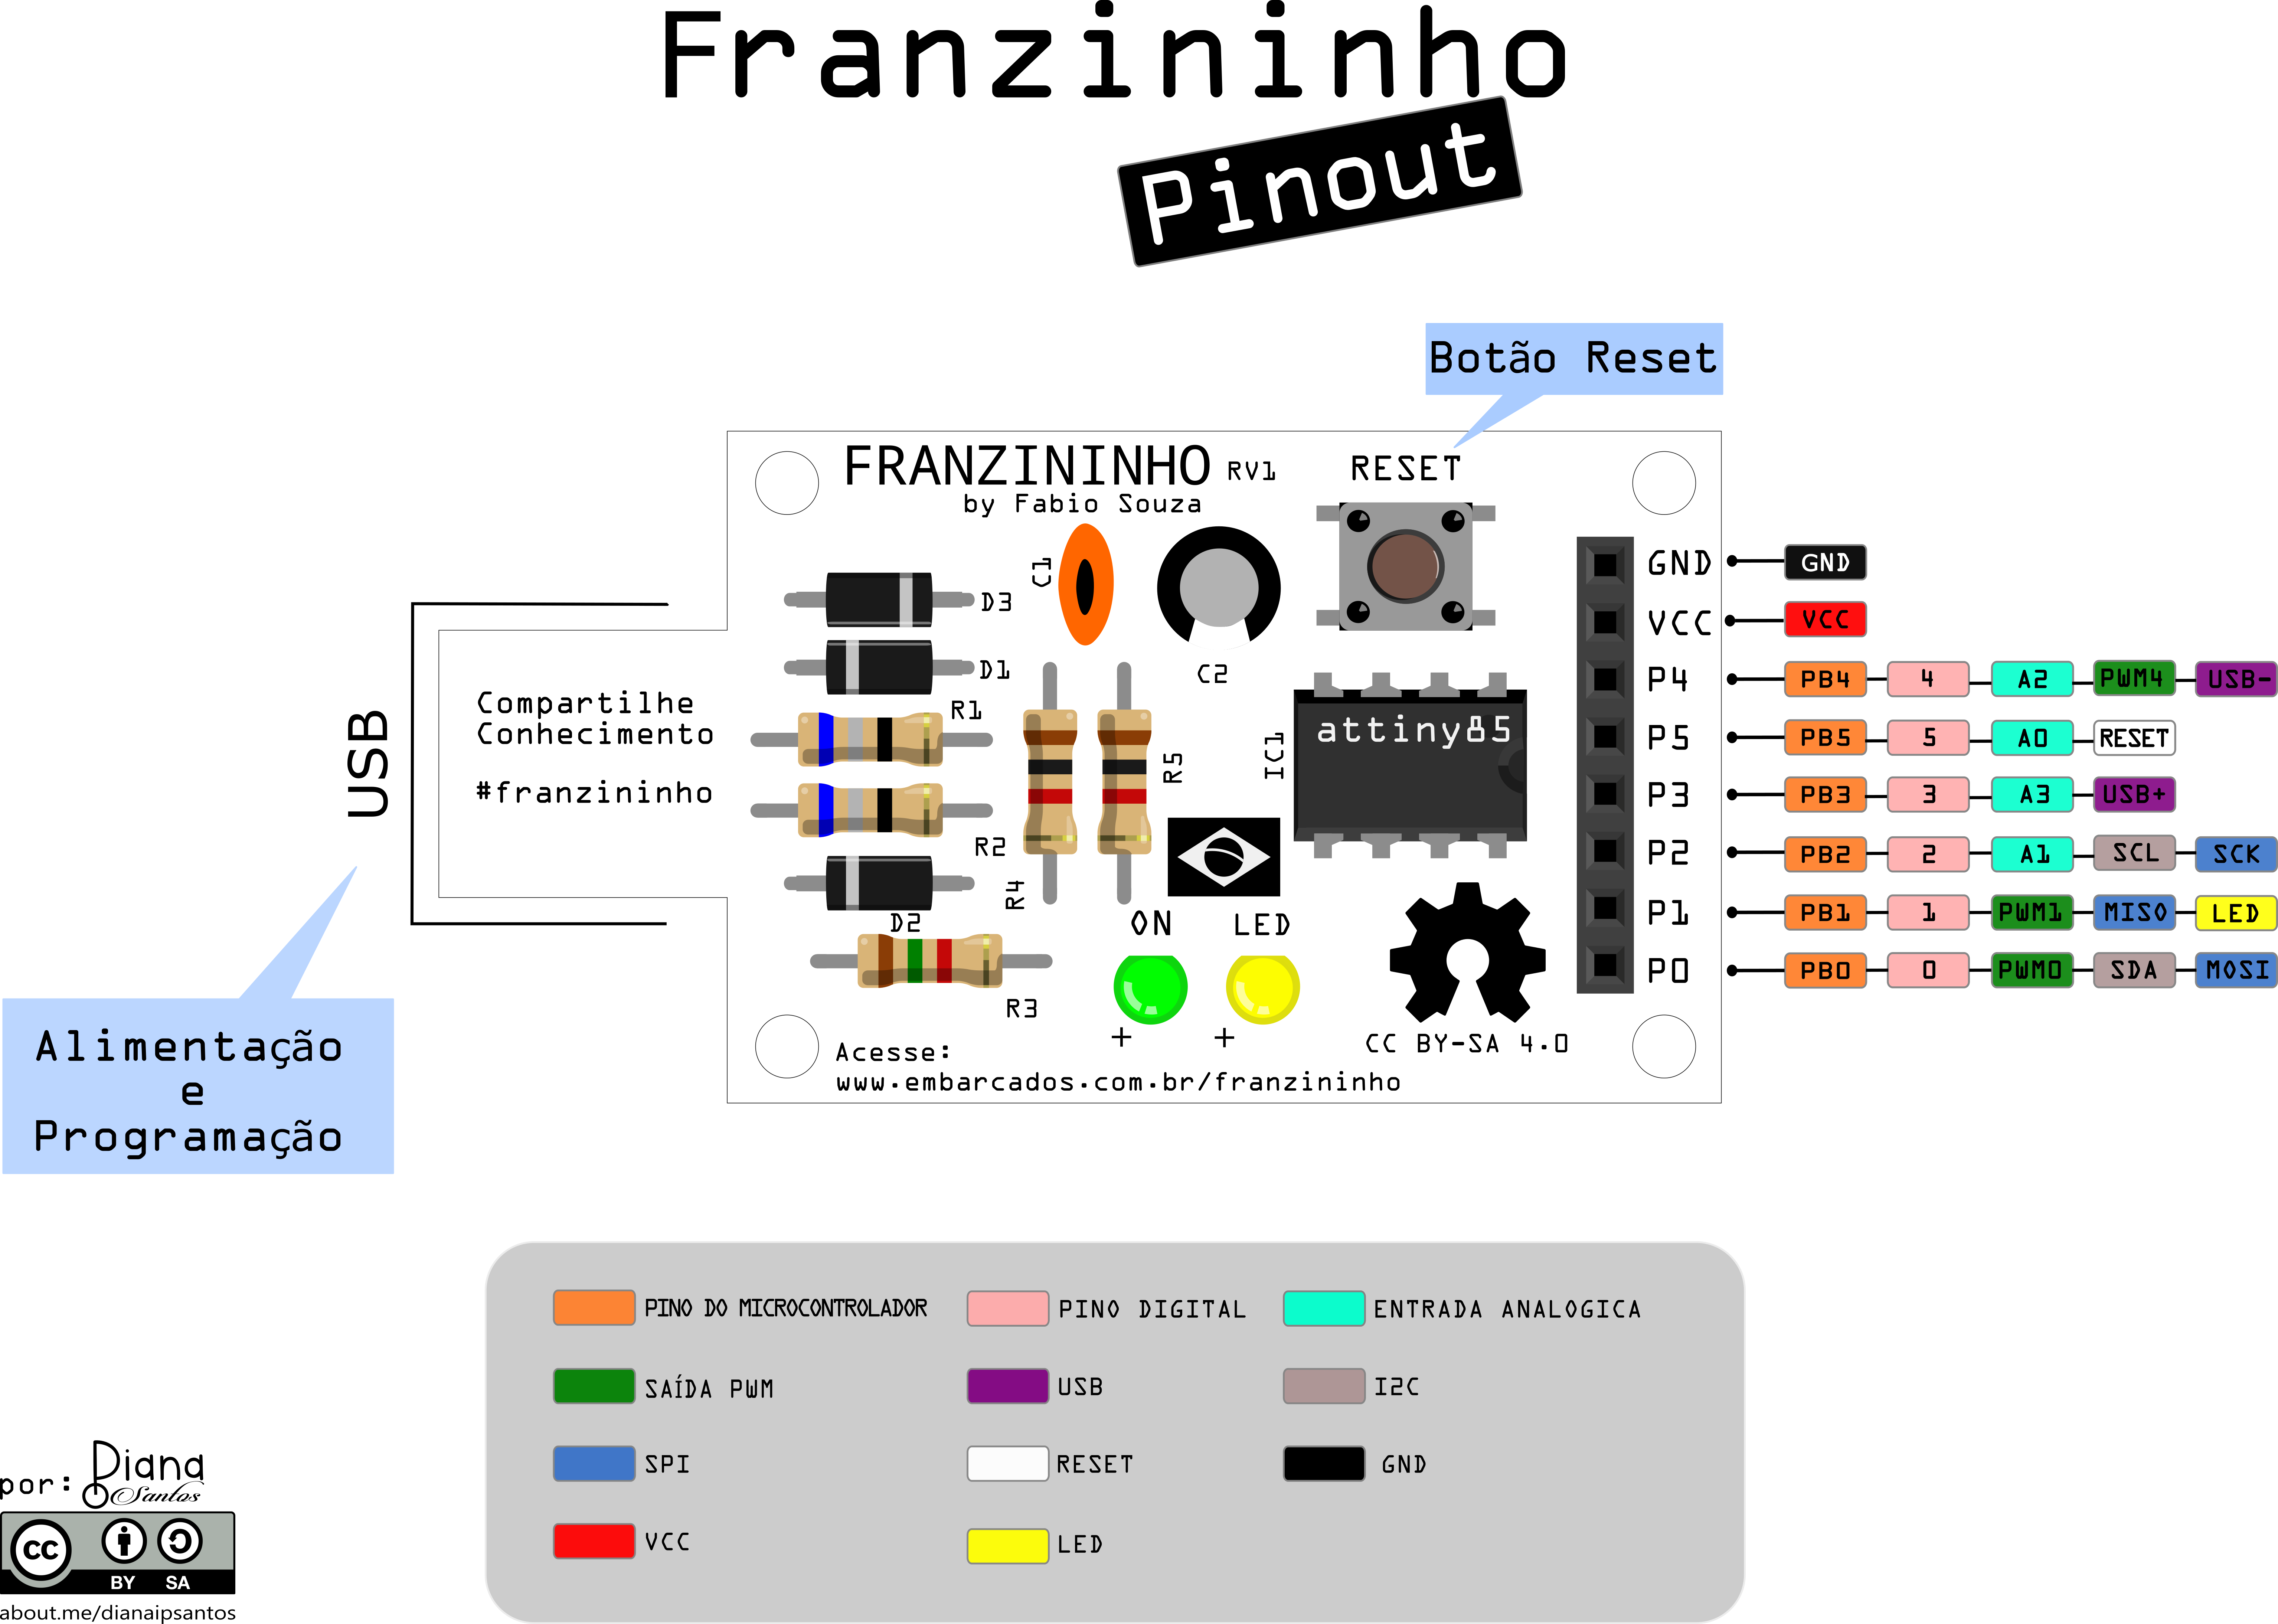 Franzininho
Pinout
Botão Reset
FRANZININHO RV1
by Fabio Souza
RESET
C1
C2
D3
D1
R1
R2
R4
R5
D2
R3
IC1
attiny85
USB
Compartilhe
Conhecimento
#franzininho
ON LED
+ +
CC BY-SA 4.0
Acesse:
www.embarcados.com.br/franzininho
GND GND
VCC VCC
P4 PB4 4 A2 PWM4 USB-
P5 PB5 5 A0 RESET
P3 PB3 3 A3 USB+
P2 PB2 2 A1 SCL SCK
P1 PB1 1 PWM1 MISO LED
P0 PB0 0 PWM0 SDA MOSI
Alimentação
e
Programação
PINO DO MICROCONTROLADOR PINO DIGITAL ENTRADA ANALOGICA
SAÍDA PWM USB I2C
SPI RESET GND
VCC LED
por: Diana
Santos
cc
BY SA
about.me/dianaipsantos